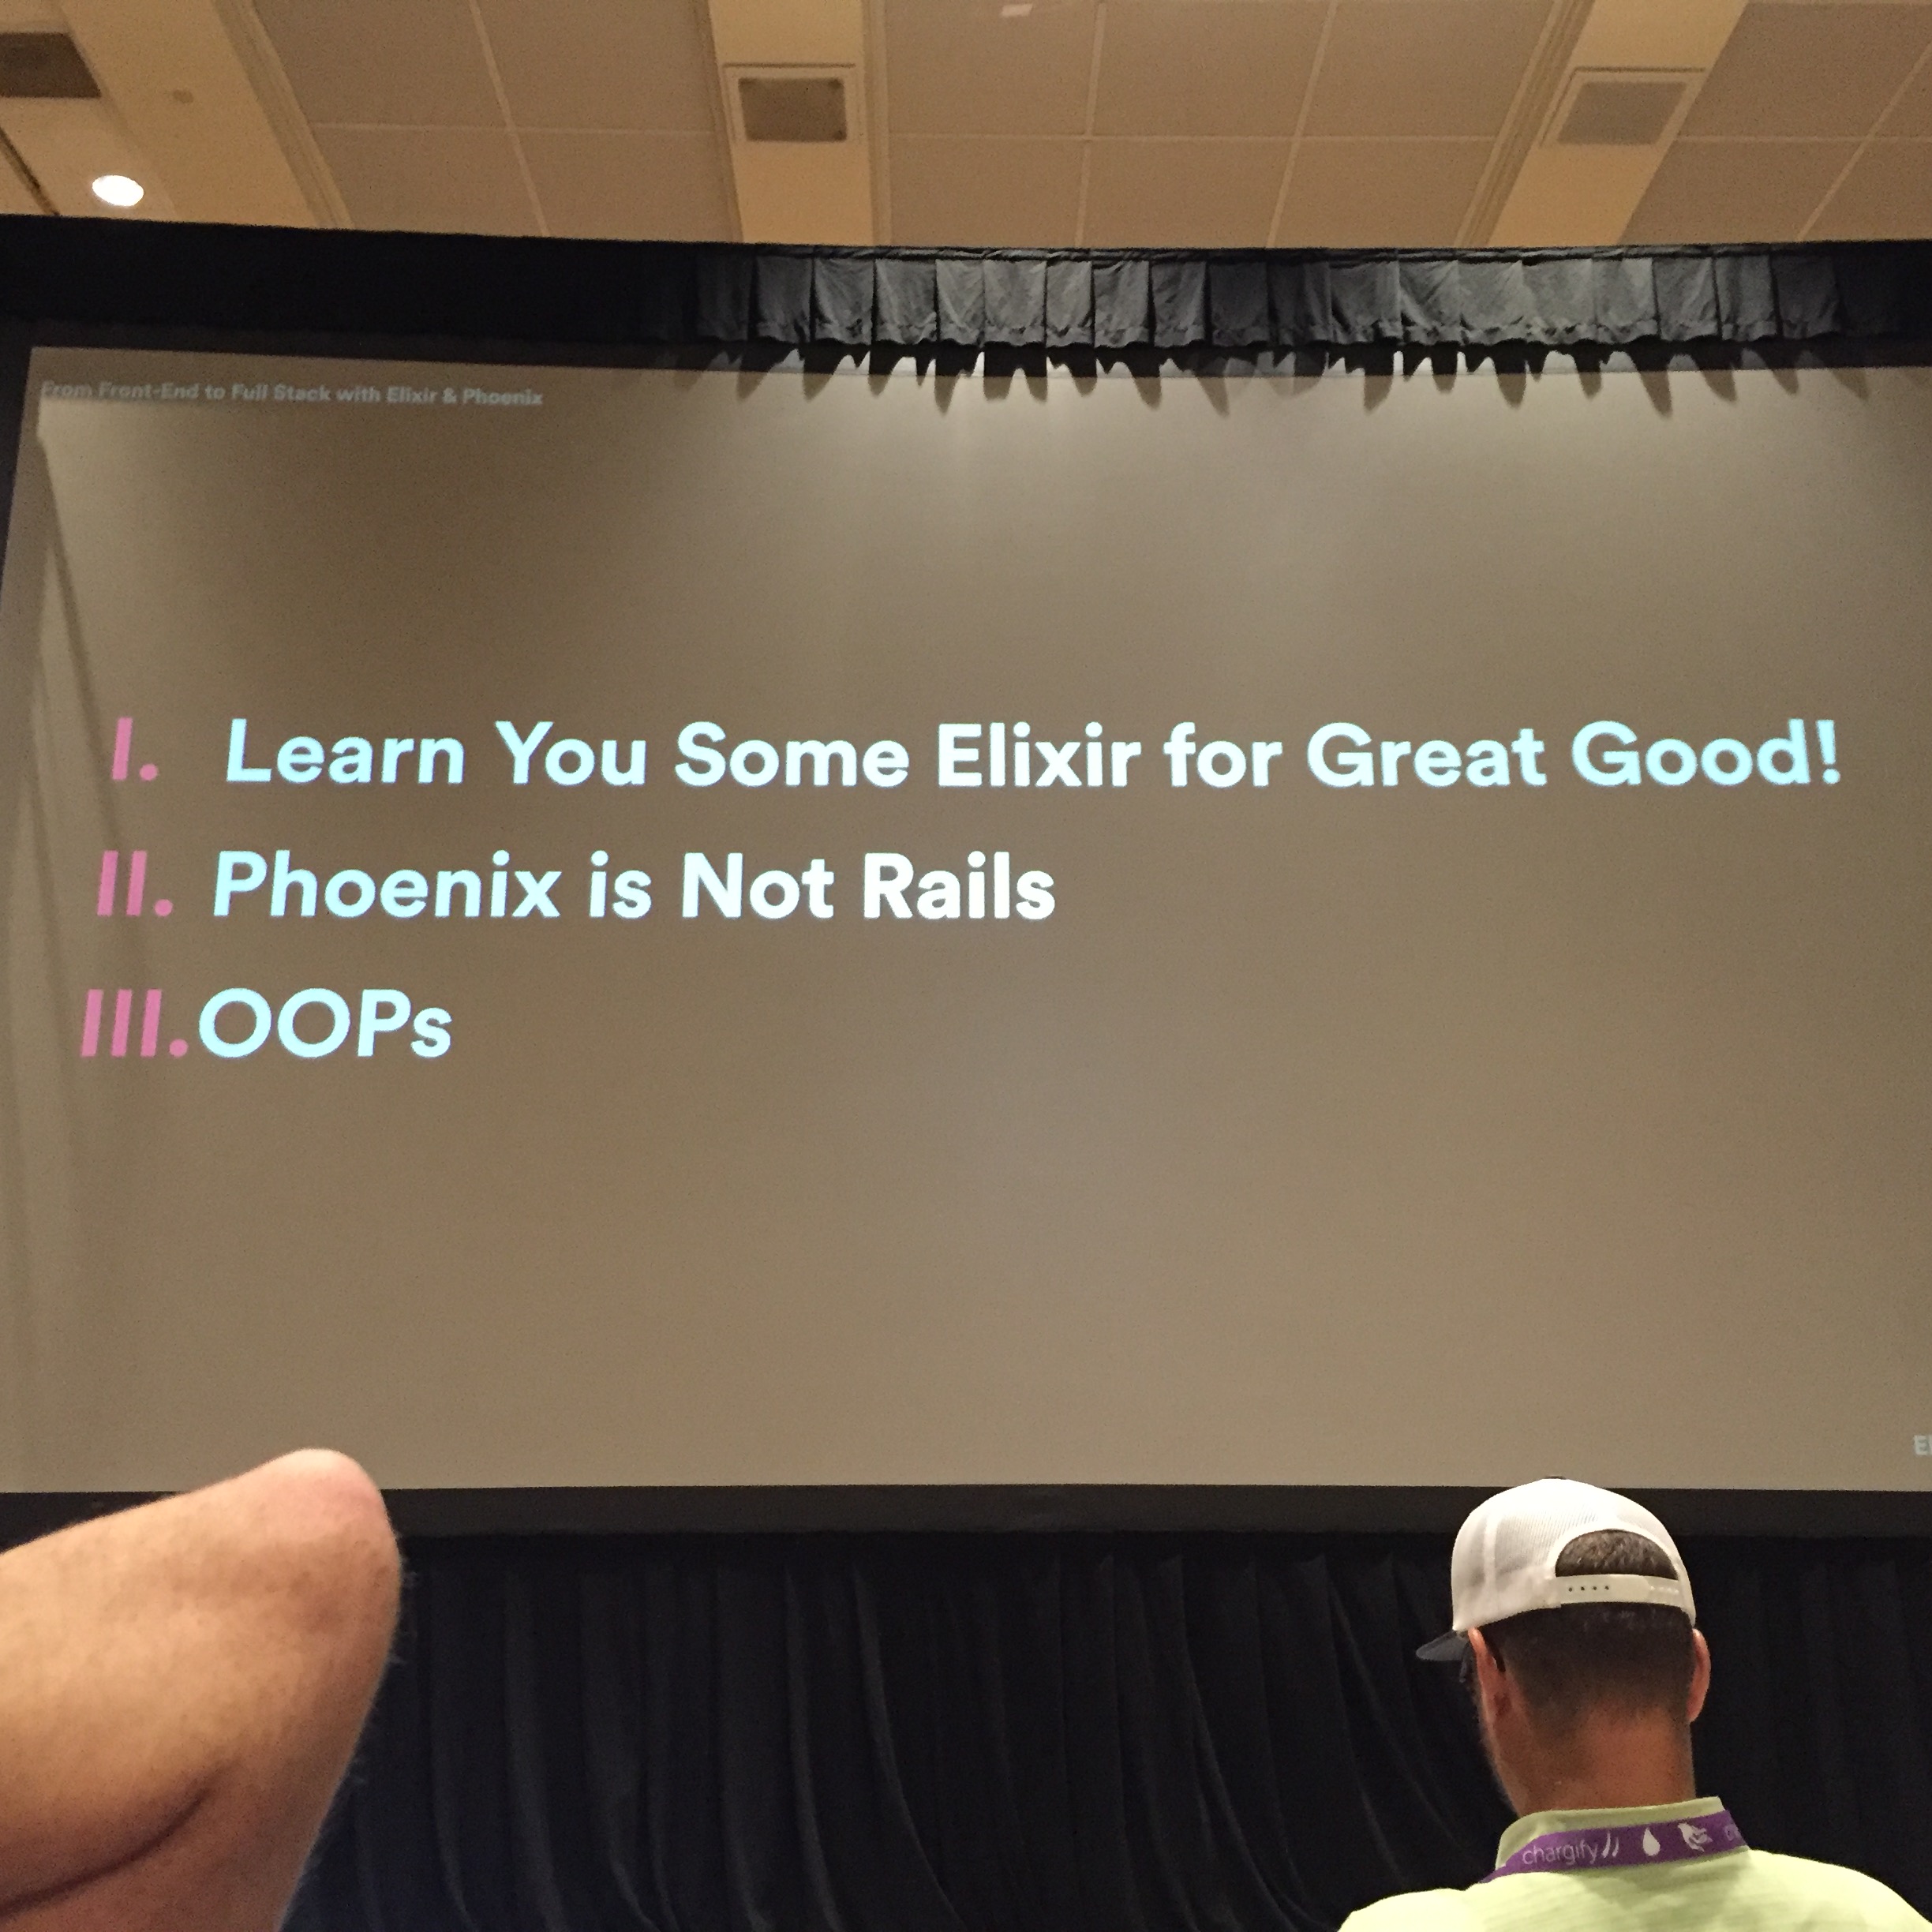 From Front-End to Full Stack with Elixir & Phoenix
I. Learn You Some Elixir for Great Good!
II. Phoenix is Not Rails
III. OOPs
chargify